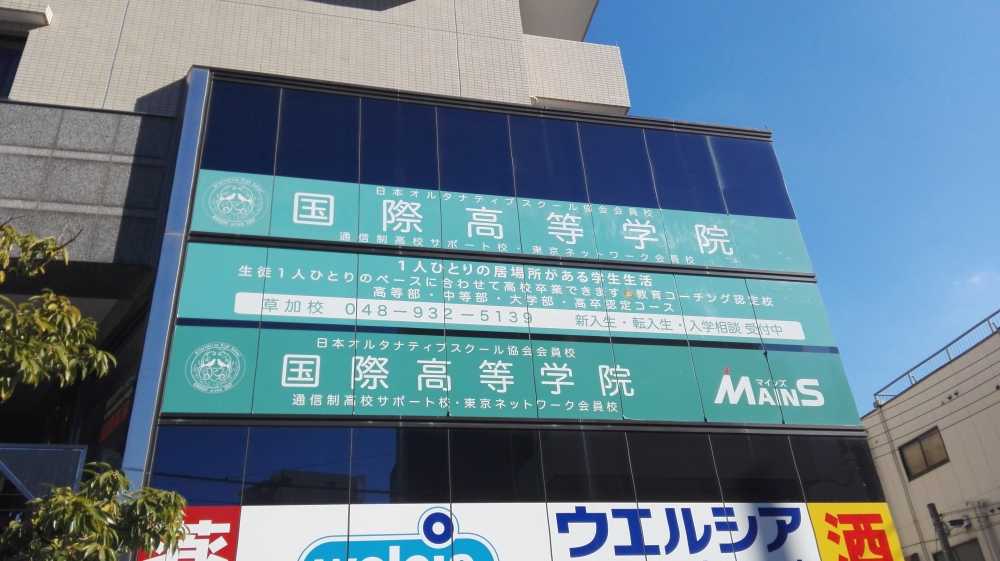 日本オルタナティブスクール協会会員校
国際高等学院
通信制高校サポート校・東京ネットワーク会員校
1人ひとりの居場所がある学生生活
生徒1人ひとりのペースに合わせて高校卒業できます 教育コーチング認定校
高等部・中等部・大学部・高卒認定コース
草加校 048-932-5139 新入生・転入生・入学相談 受付中
日本オルタナティブスクール協会会員校
国際高等学院
通信制高校サポート校・東京ネットワーク会員校
マインズ
MAINS
薬
welcia
ウエルシア
酒